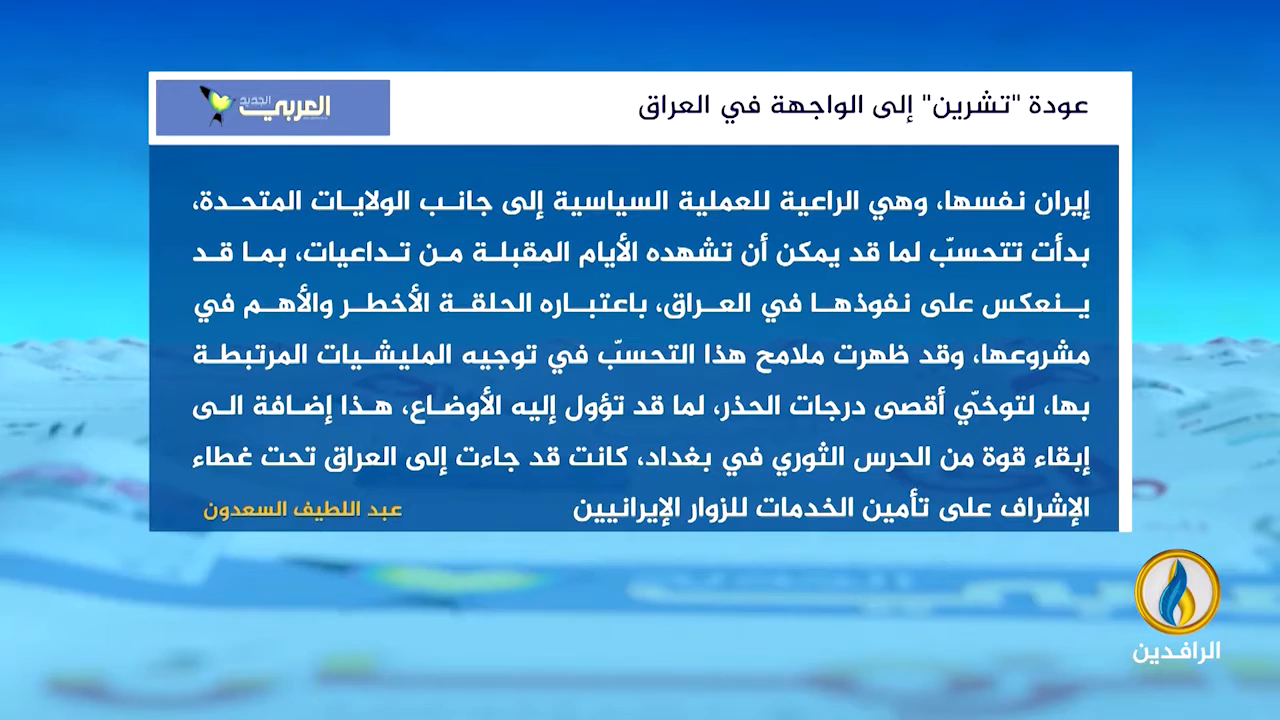 عودة "تشرين" إلى الواجهة في العراق
العربي الجديد
إيران نفسها، وهي الراعية للعملية السياسية إلى جانب الولايات المتحدة،
بدأت تتحسبّ لما قد يمكن أن تشهده الأيام المقبلة من تداعيات، بما قد
ينعكس على نفوذها في العراق، باعتباره الحلقة الأخطر والأهم في
مشروعها، وقد ظهرت ملامح هذا التحسبّ في توجيه المليشيات المرتبطة
بها، لتوخيّ أقصى درجات الحذر، لما قد تؤول إليه الأوضاع، هذا إضافة الى
إبقاء قوة من الحرس الثوري في بغداد، كانت قد جاءت إلى العراق تحت غطاء
الإشراف على تأمين الخدمات للزوار الإيرانيين
عبد اللطيف السعدون
الرافدين